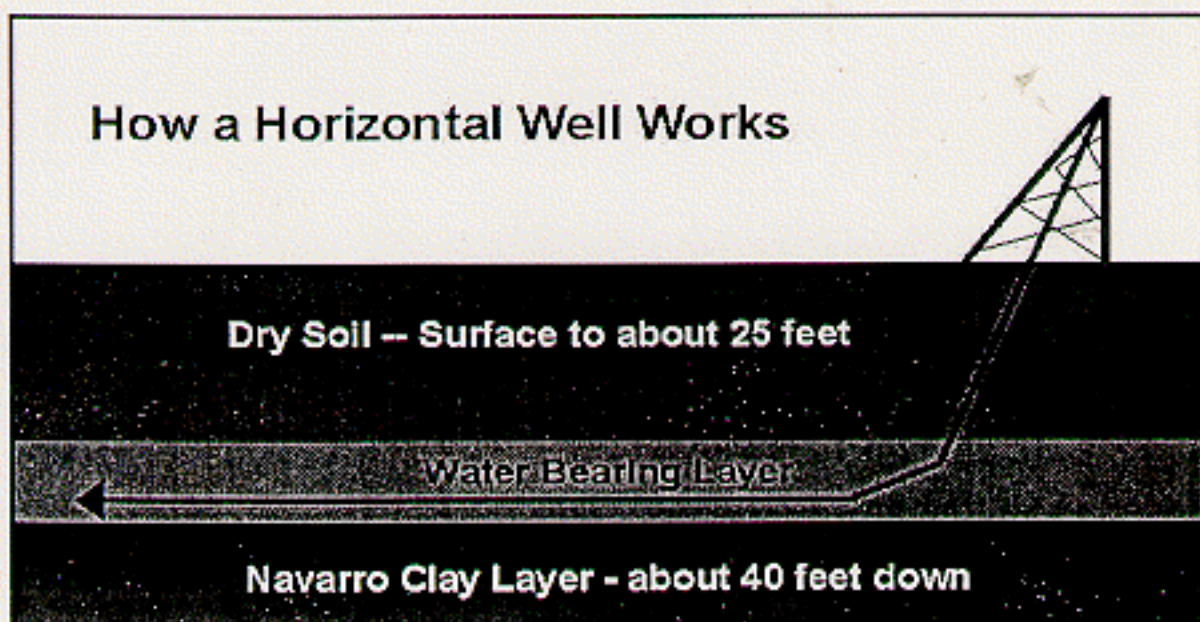 How a Horizontal Well Works
Dry Soil -- Surface to about 25 feet
Water Bearing Layer
Navarro Clay Layer - about 40 feet down